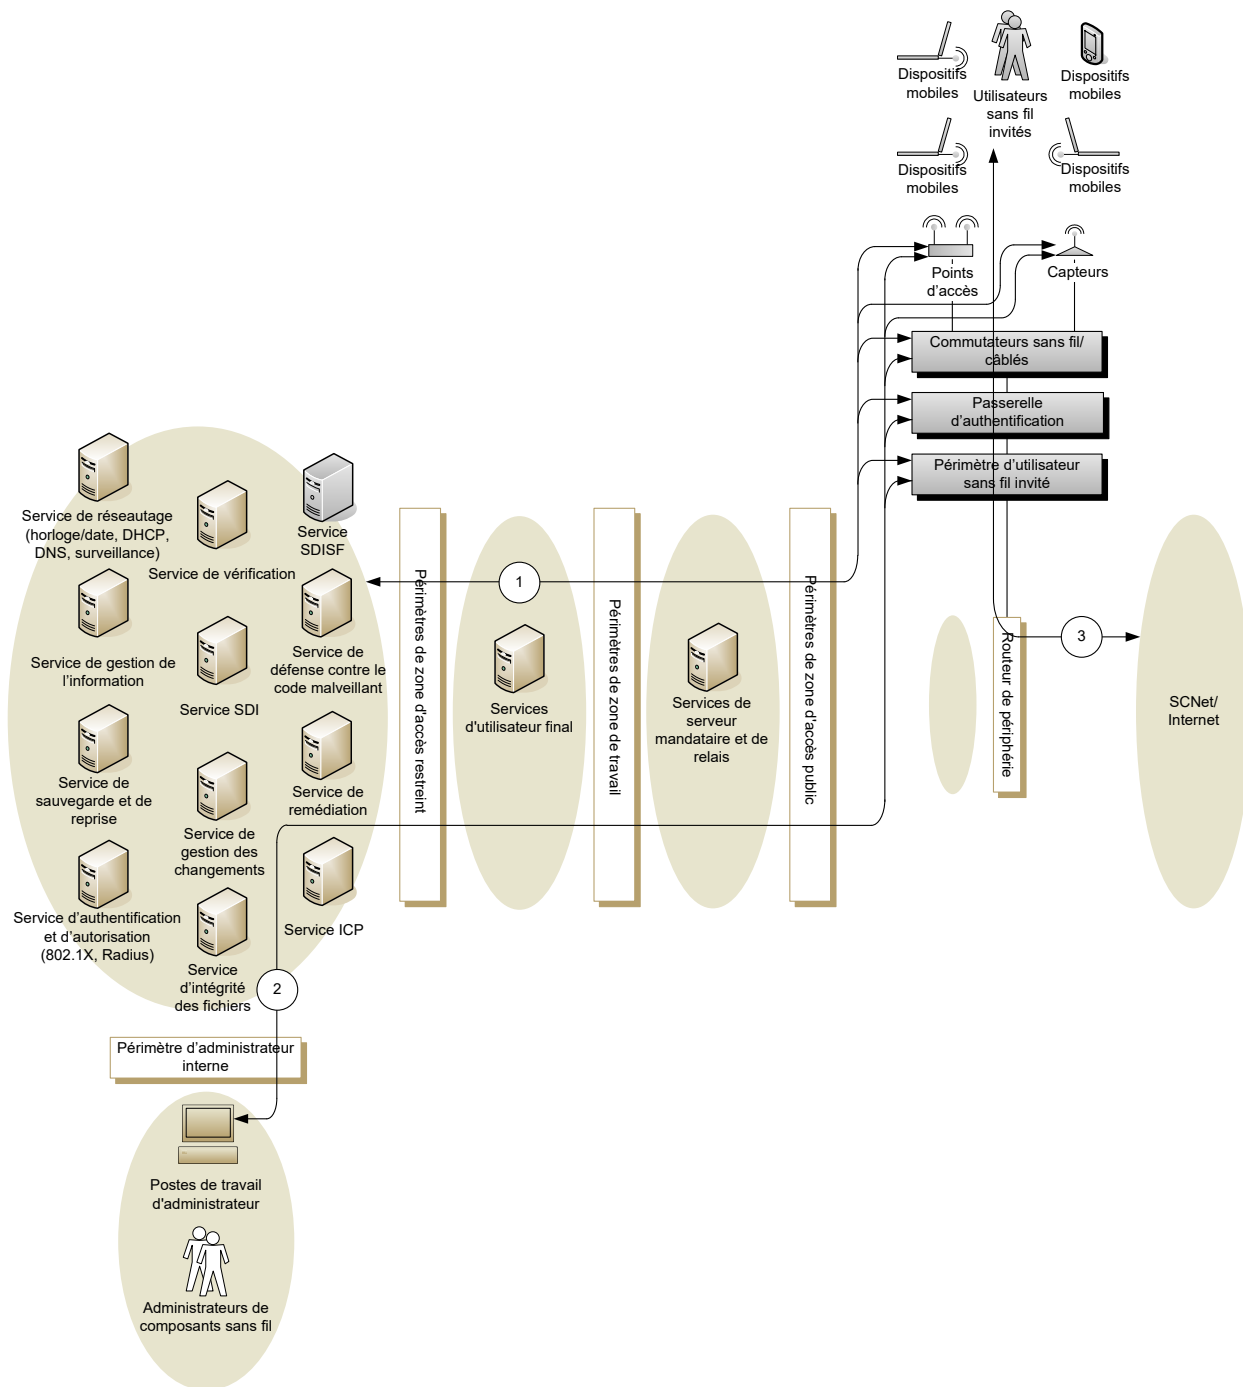 Dispositifs
mobiles
Utilisateurs
sans fil
invités
Dispositifs
mobiles
Dispositifs
mobiles
Dispositifs
mobiles
Points
d'accès
Capteurs
Commutateurs sans fil/
câblés
Passerelle
d'authentification
Périmètre d'utilisateur
sans fil invité
Service de réseautage
(horloge/date, DHCP,
DNS, surveillance)
Service de vérification
Service
SDISF
Service de gestion de
l'information
Service SDI
Service de
défense contre le
code malveillant
Service de
sauvegarde et de
reprise
Service de
gestion des
changements
Service de
remédiation
Service d'authentification
et d'autorisation
(802.1X, Radius)
Service
d'intégrité
des fichiers
Service ICP
Périmètres de zone d'accès restreint
1
Services
d'utilisateur final
Périmètres de zone de travail
Services de
serveur
mandataire et de
relais
Périmètres de zone d'accès public
Routeur de périphérie
3
SCNet/
Internet
2
Périmètre d'administrateur
interne
Postes de travail
d'administrateur
Administrateurs de
composants sans fil